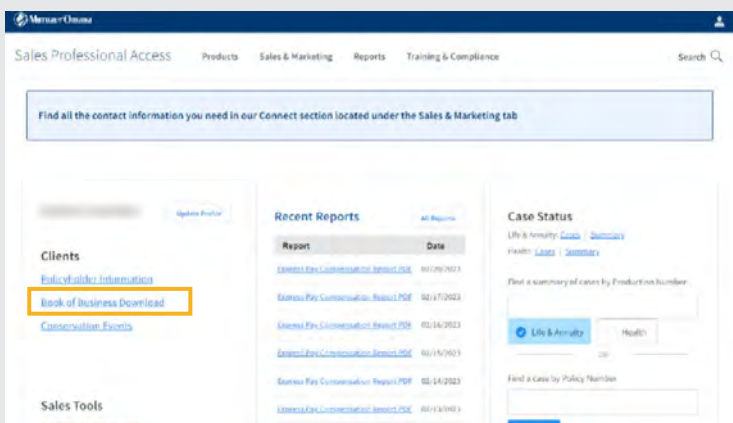 Mutual of Omaha
Sales Professional Access
Products
Sales & Marketing
Reports
Training & Compliance
Search
Find all the contact information you need in our Connect section located under the Sales & Marketing tab
Update Profile
Clients
Policyholder Information
Book of Business Download
Conservation Events
Sales Tools
Recent Reports
All Reports
Report Date
Express Pay Compensation Report PDF 02/20/2023
Express Pay Compensation Report PDF 02/17/2023
Express Pay Compensation Report PDF 02/16/2023
Express Pay Compensation Report PDF 02/15/2023
Express Pay Compensation Report PDF 02/14/2023
Express Pay Compensation Report PDF 02/13/2023
Case Status
Life & Annuity: Cases | Summary
Health: Cases | Summary
Find a summary of cases by Production Number
Life & Annuity
Health
OR
Find a case by Policy Number